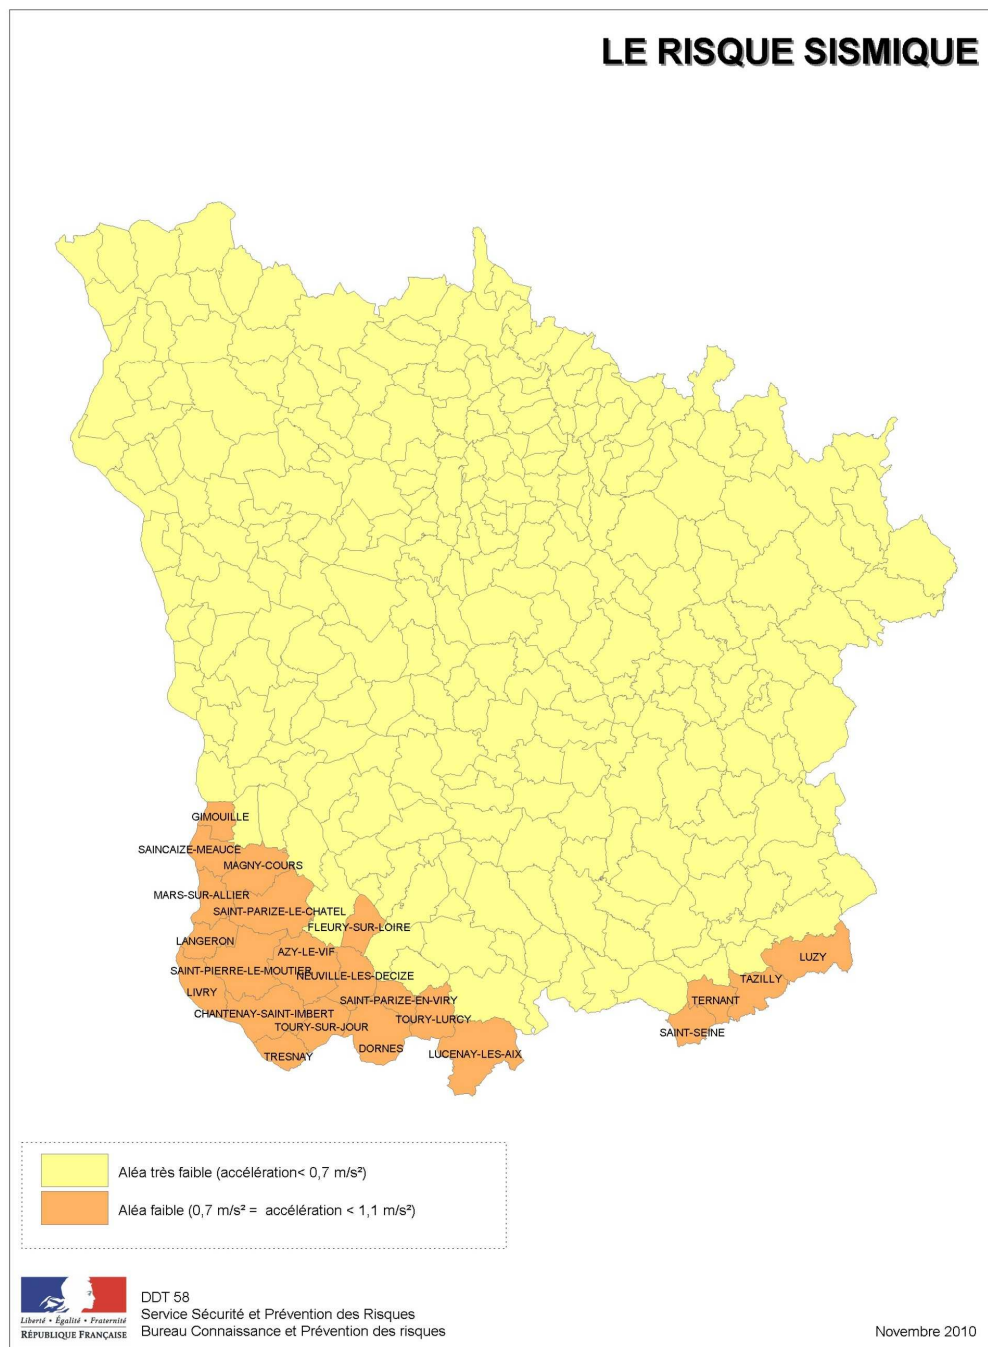 LE RISQUE SISMIQUE
GIMOUILLE
SAINCAIZE-MEAUCE
MAGNY-COURS
MARS-SUR-ALLIER
SAINT-PARIZE-LE-CHATEL
FLEURY-SUR-LOIRE
LANGERON
AZY-LE-VIF
LUZY
SAINT-PIERRE-LE-MOUTIER
NEUVILLE-LES-DECIZE
TAZILLY
LIVRY
SAINT-PARIZE-EN-VIRY
TERNANT
CHANTENAY-SAINT-IMBERT
TOURY-LURCY
TOURY-SUR-JOUR
SAINT-SEINE
DORNES
TRESNAY
LUCENAY-LES-AIX
Aléa très faible (accélération< 0,7 m/s²)
Aléa faible (0,7 m/s² = accélération < 1,1 m/s²)
Liberté • Égalité • Fraternité
RÉPUBLIQUE FRANÇAISE
DDT 58
Service Sécurité et Prévention des Risques
Bureau Connaissance et Prévention des risques
Novembre 2010